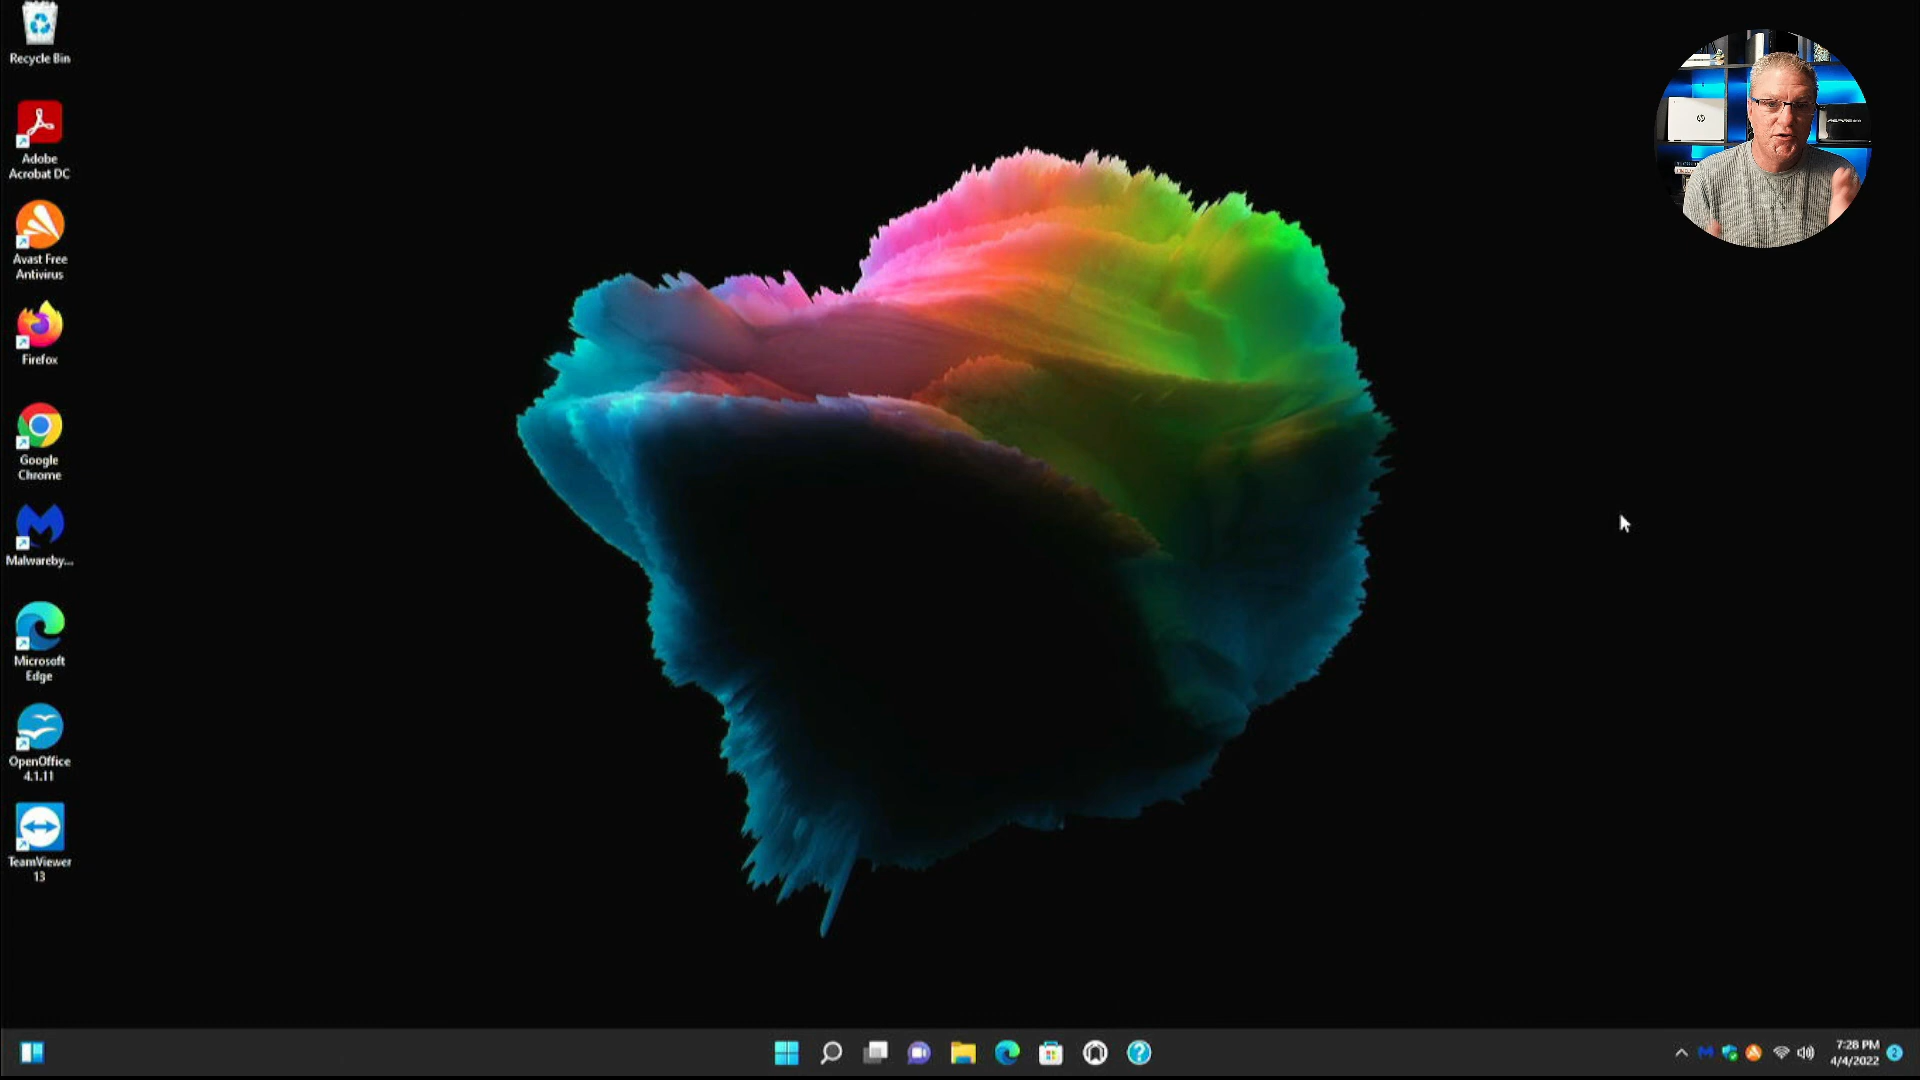 Recycle Bin
Adobe
Acrobat DC
Avast Free
Antivirus
Firefox
Google
Chrome
Malwareby...
Microsoft
Edge
OpenOffice
4.1.11
TeamViewer
13
7:28 PM
4/4/2022
2